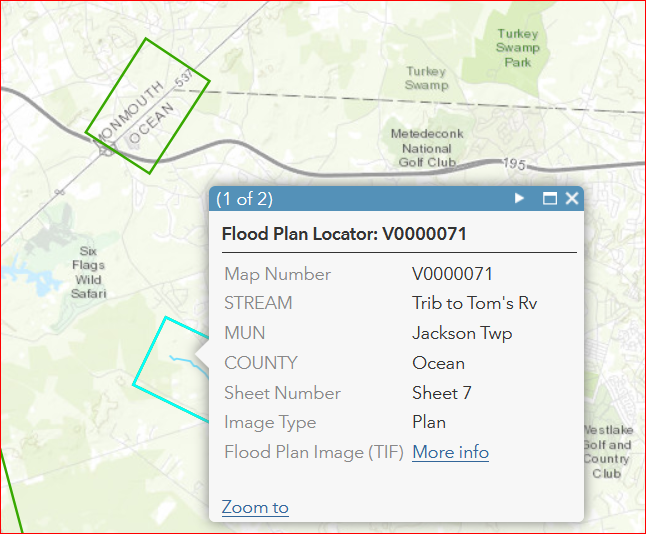 Turkey
Swamp
Park
537
Turkey
Swamp
MONMOUTH
OCEAN
Metedeconk
National
Golf Club
195
96
Six
Flags
Wild
Safari
(1 of 2)
Flood Plan Locator: V0000071
Map Number V0000071
STREAM Trib to Tom's Rv
MUN Jackson Twp
COUNTY Ocean
Sheet Number Sheet 7
Image Type Plan
Flood Plan Image (TIF) More info
Zoom to
Westlake
Golf and
Country
Club